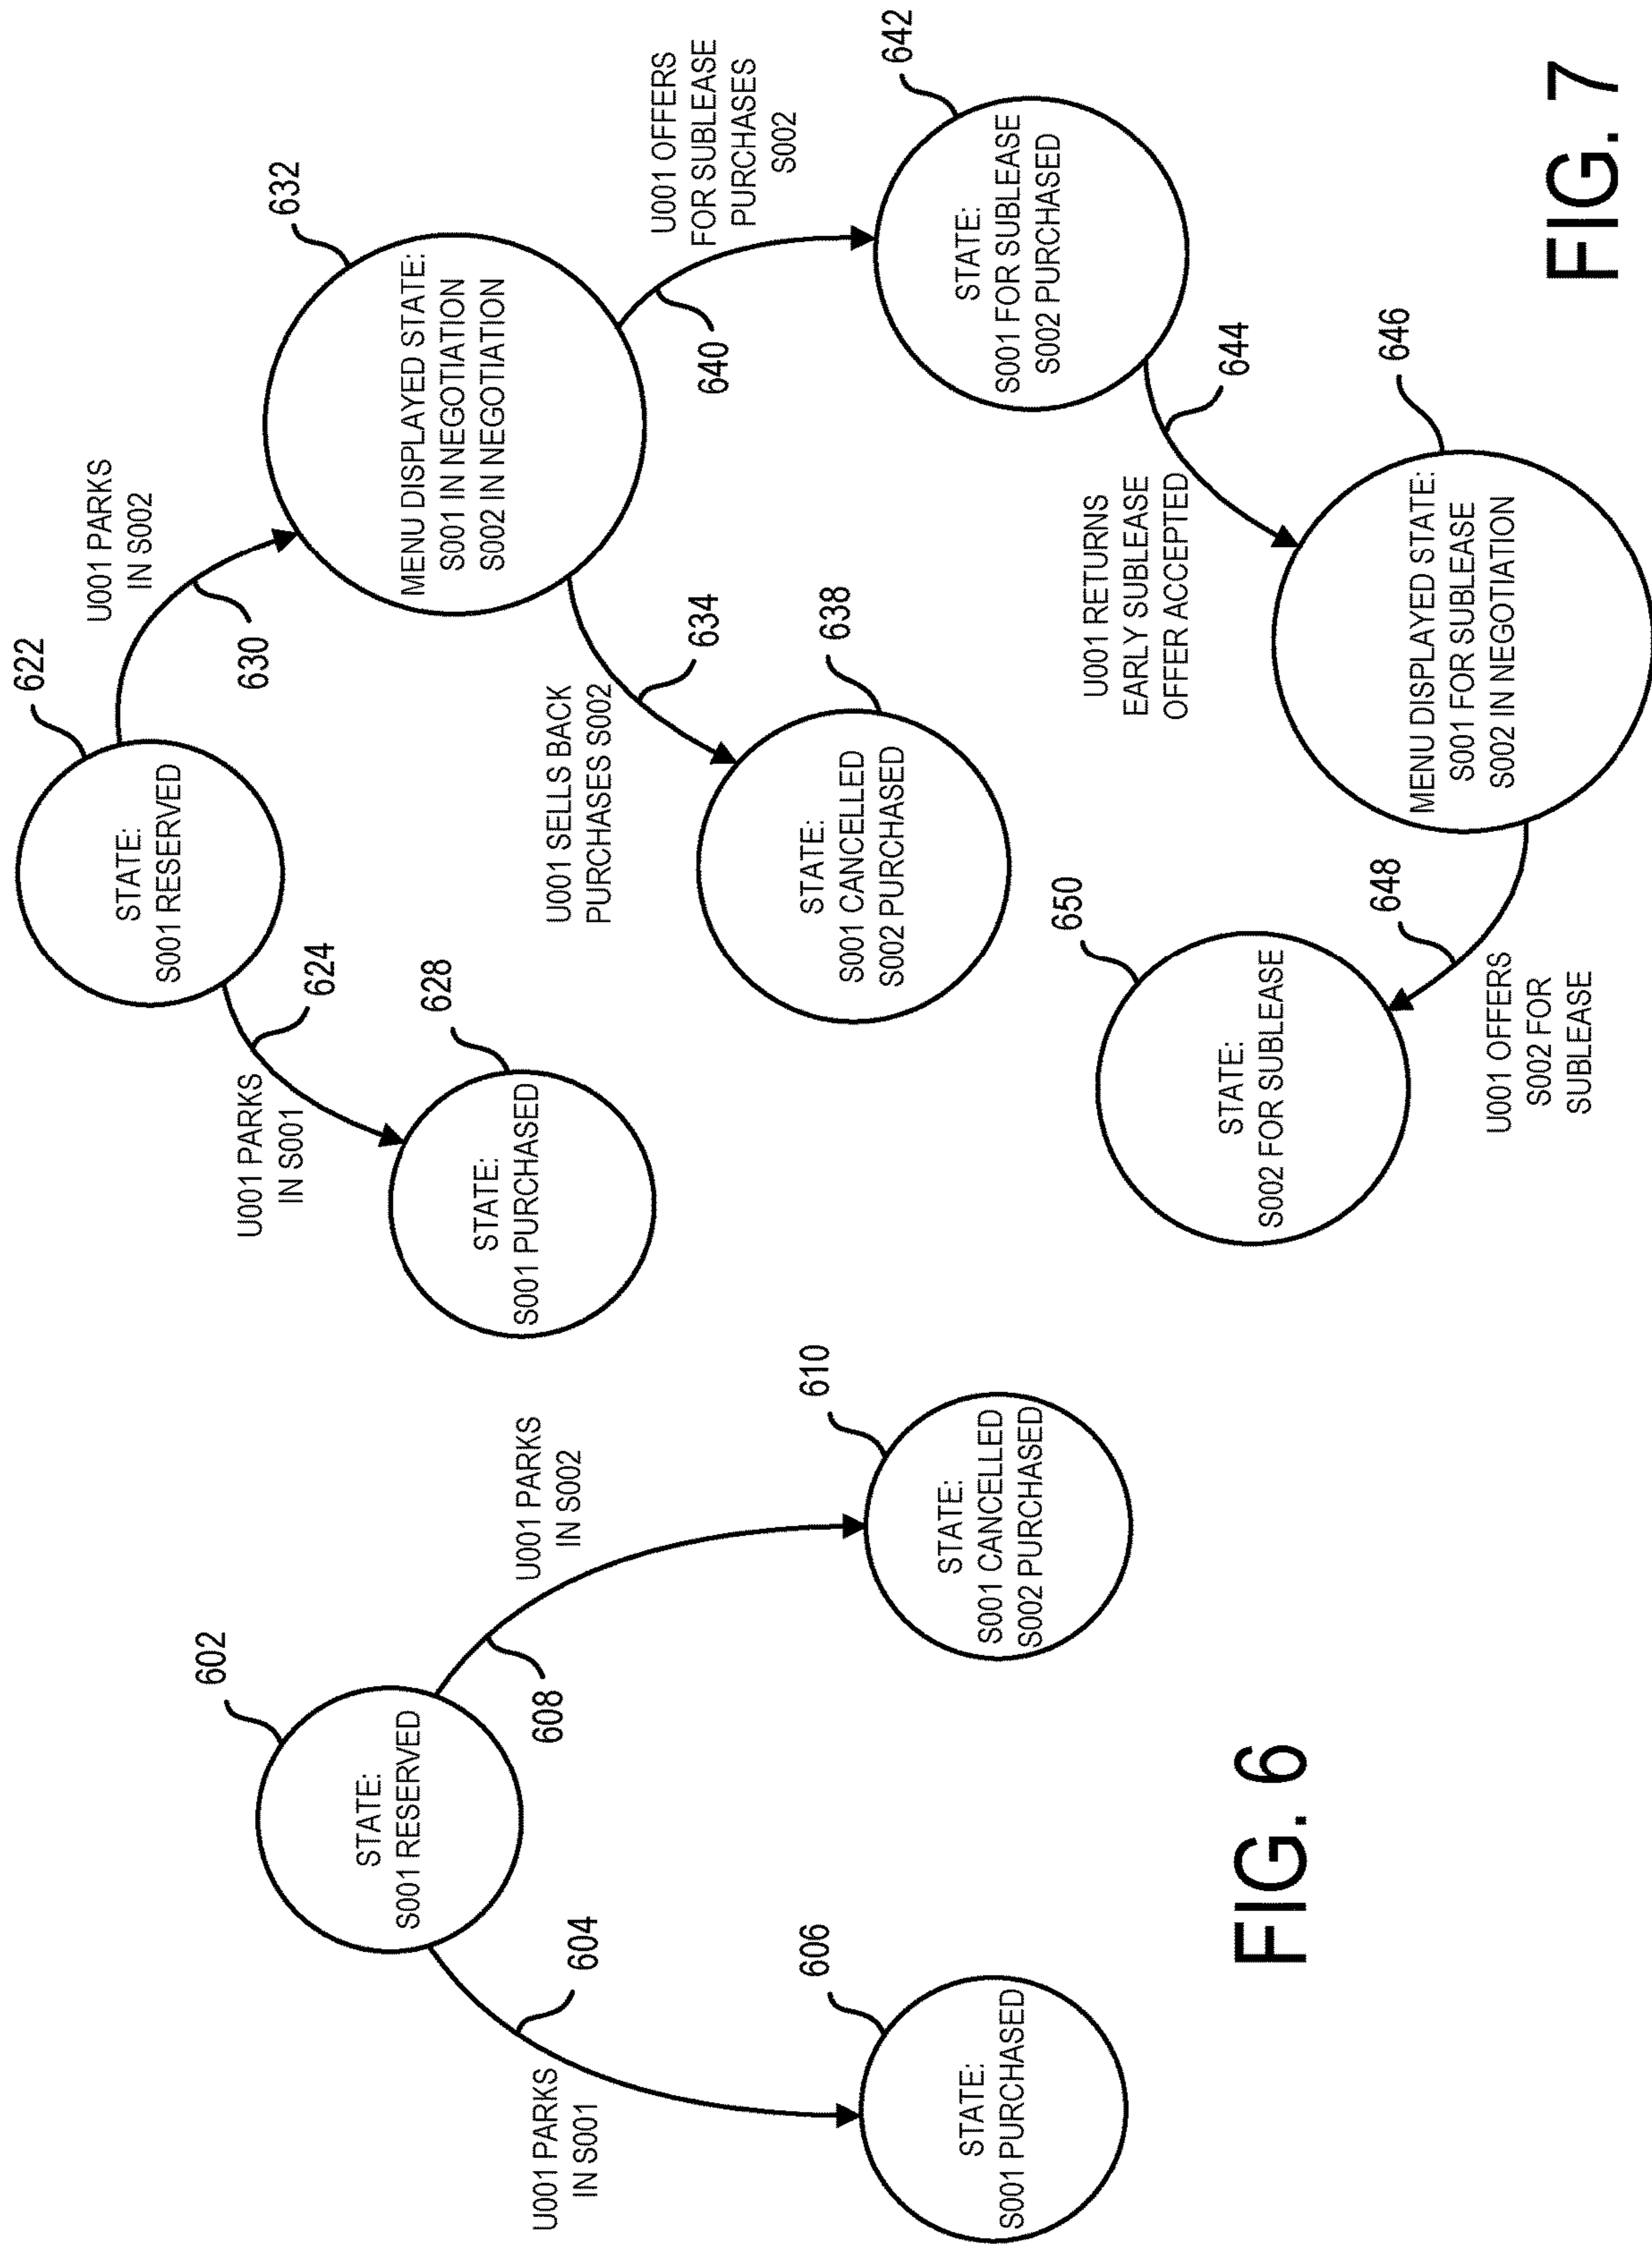 602
STATE:
S001 RESERVED
U001 PARKS
IN S001
604
608
U001 PARKS
IN S002
606
STATE:
S001 PURCHASED
610
STATE:
S001 CANCELLED
S002 PURCHASED
FIG. 6
622
STATE:
S001 RESERVED
U001 PARKS
IN S001
624
628
STATE:
S001 PURCHASED
630
U001 PARKS
IN S002
632
MENU DISPLAYED STATE:
S001 IN NEGOTIATION
S002 IN NEGOTIATION
U001 SELLS BACK
PURCHASES S002
634
638
STATE:
S001 CANCELLED
S002 PURCHASED
640
U001 OFFERS
FOR SUBLEASE
PURCHASES
S002
642
STATE:
S001 FOR SUBLEASE
S002 PURCHASED
U001 RETURNS
EARLY SUBLEASE
OFFER ACCEPTED
644
646
MENU DISPLAYED STATE:
S001 FOR SUBLEASE
S002 IN NEGOTIATION
648
U001 OFFERS
S002 FOR
SUBLEASE
650
STATE:
S002 FOR SUBLEASE
FIG. 7